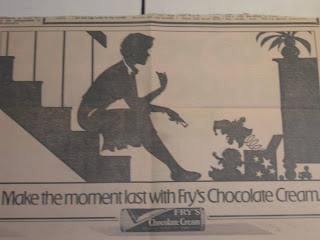 Make the moment last with Fry's Chocolate Cream.
FRY'S
Chocolate Cream